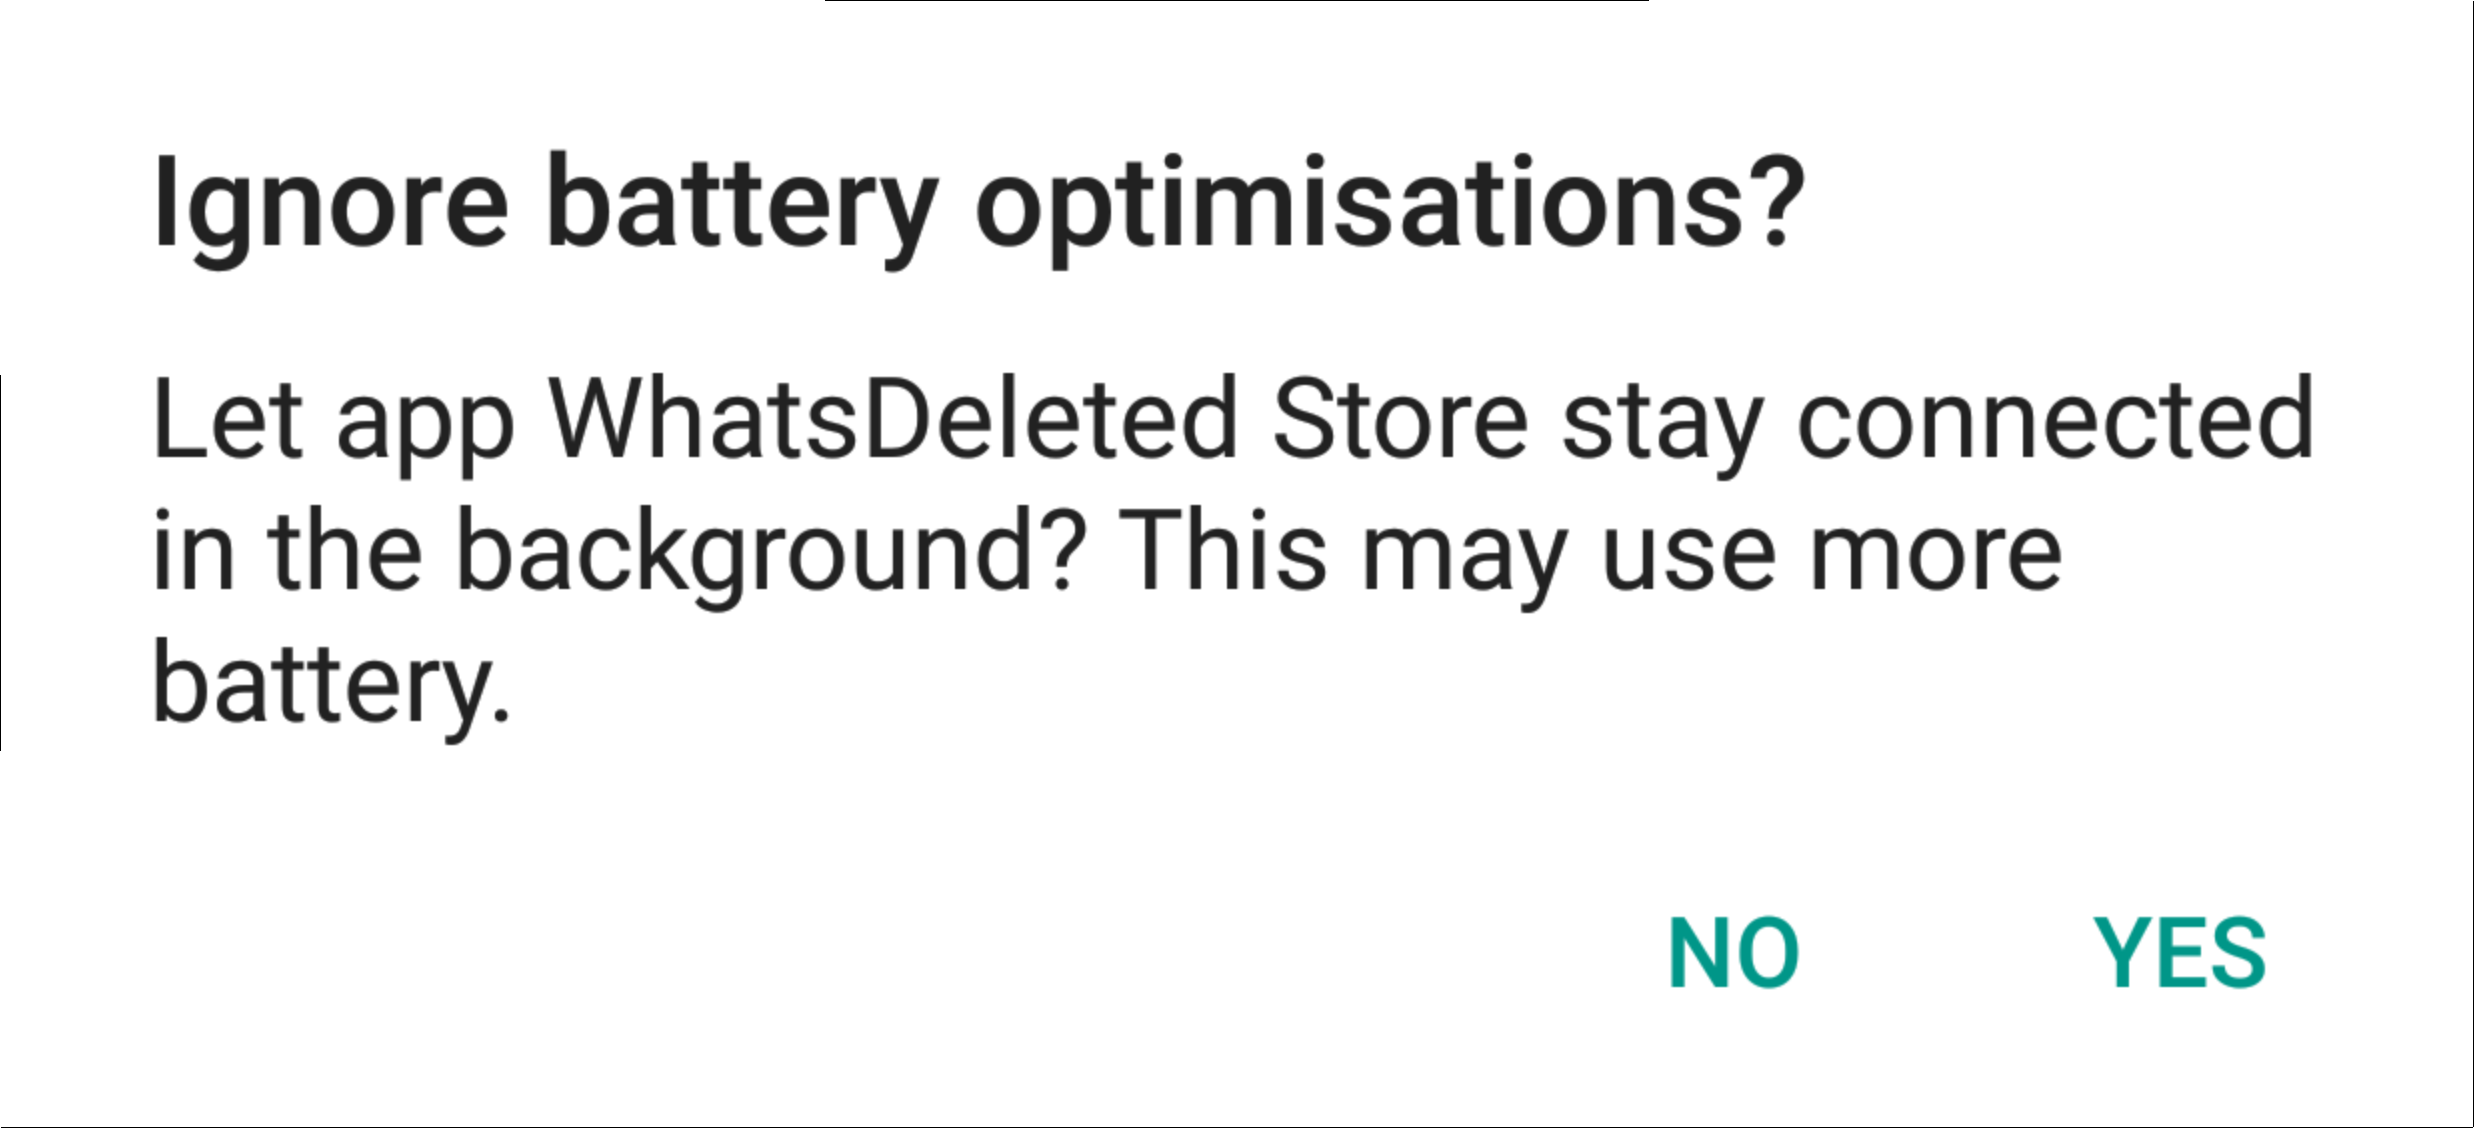 Ignore battery optimisations?
Let app WhatsDeleted Store stay connected
in the background? This may use more
battery.
NO YES